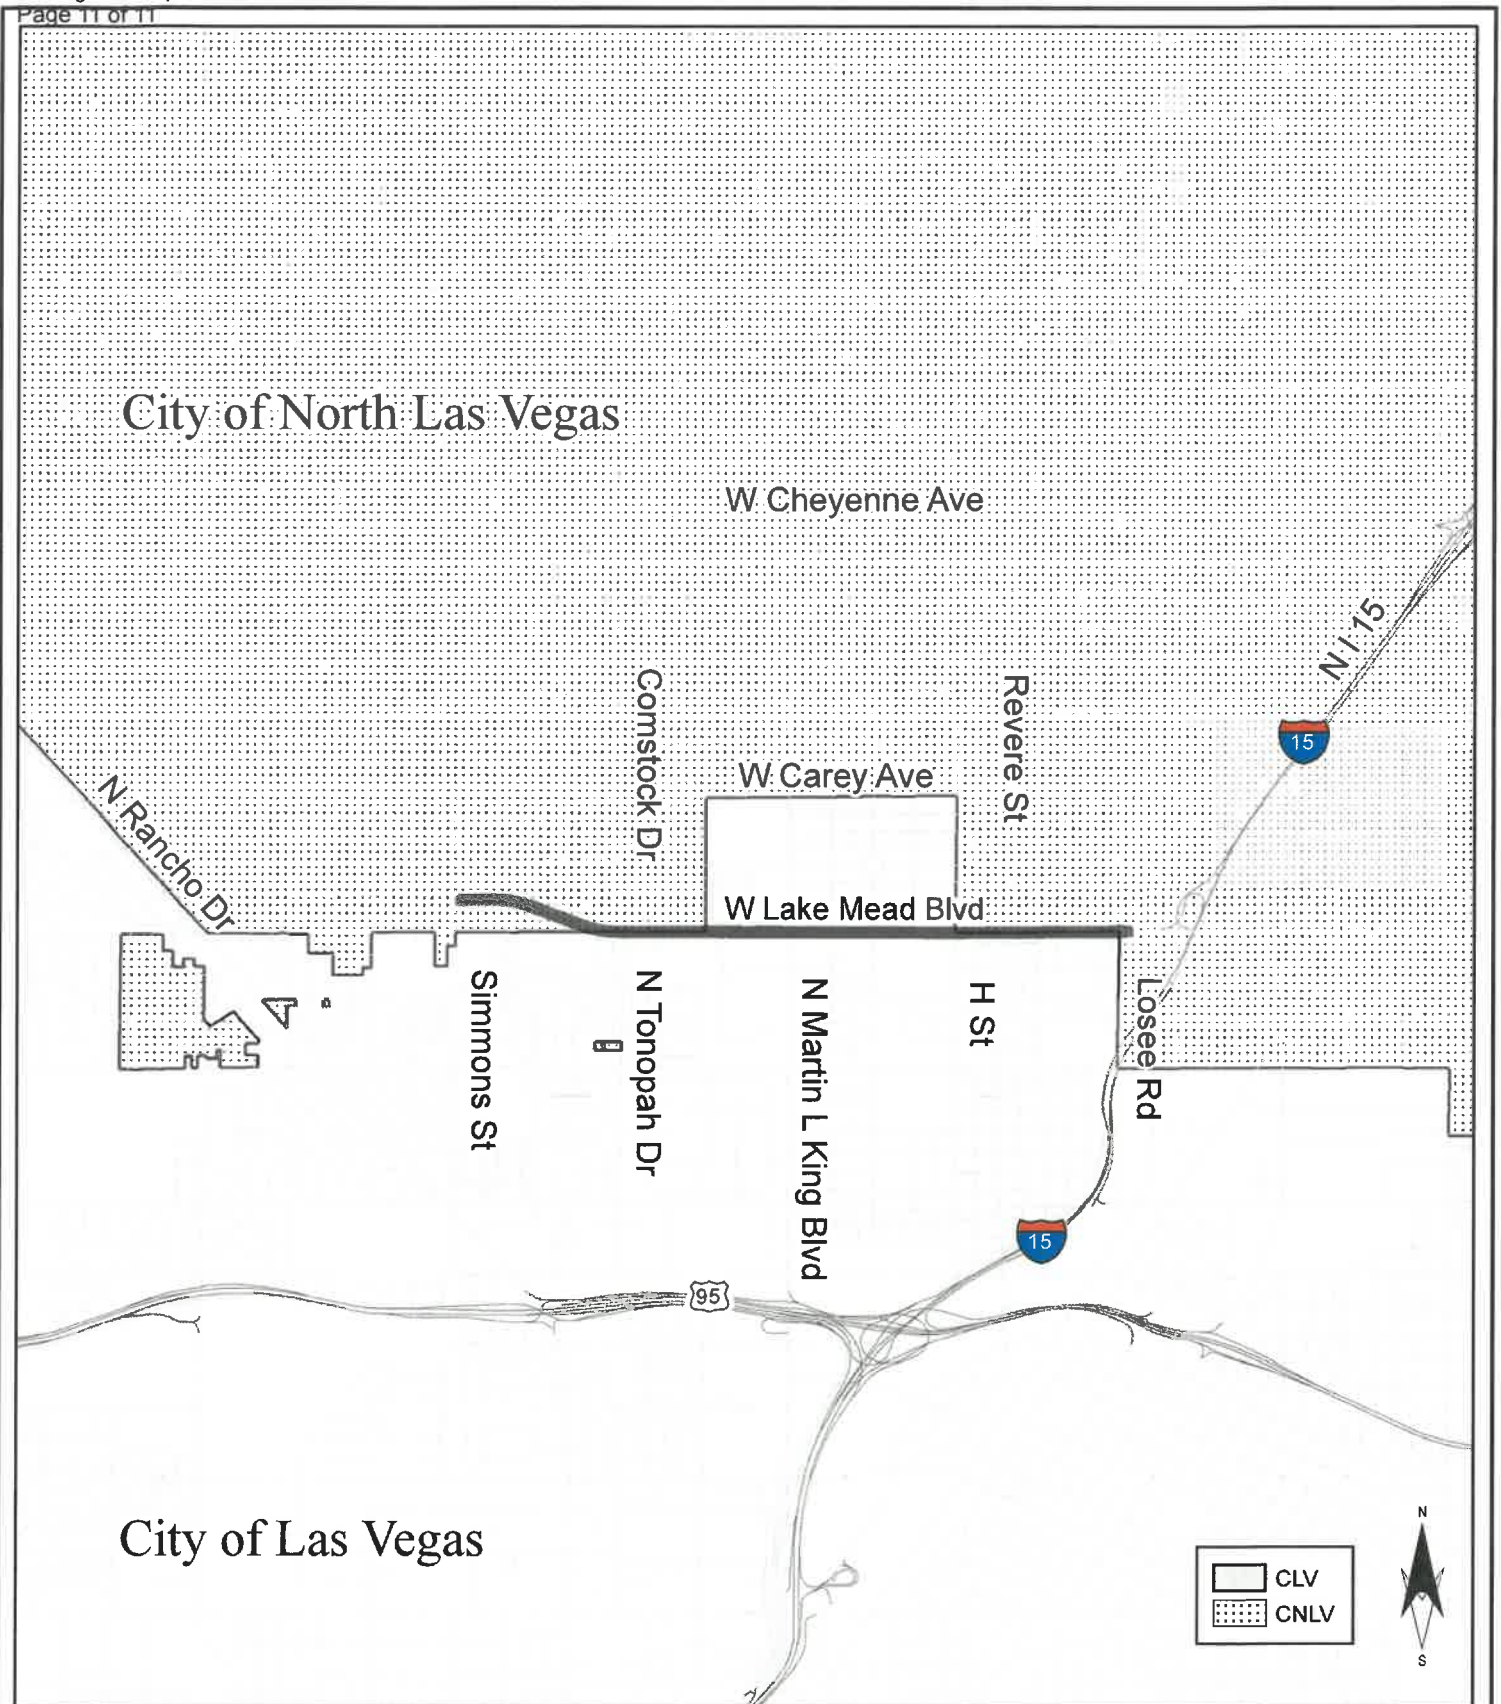 Page 11 of 11
City of North Las Vegas
W Cheyenne Ave
N I 15
15
Comstock Dr
Revere St
W Carey Ave
N Rancho Dr
W Lake Mead Blvd
Simmons St
N Tonopah Dr
N Martin L King Blvd
H St
Losee Rd
15
95
City of Las Vegas
CLV
CNLV
N
S